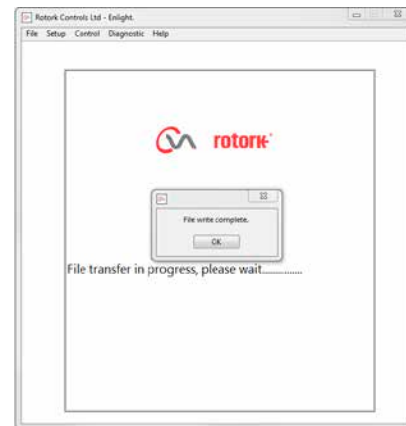 Rotork Controls Ltd - Enlight.
File Setup Control Diagnostic Help
rotork
File write complete.
OK
File transfer in progress, please wait..............